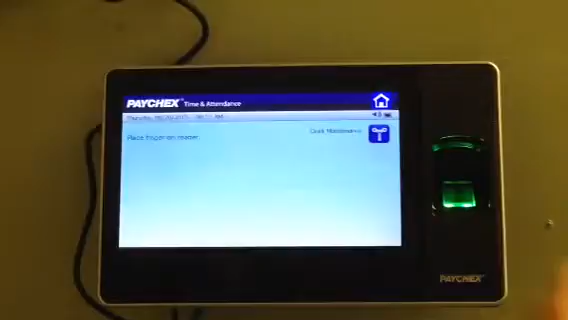 PAYCHEX Time & Attendance
Place finger on reader.
Clock Maintenance
PAYCHEX